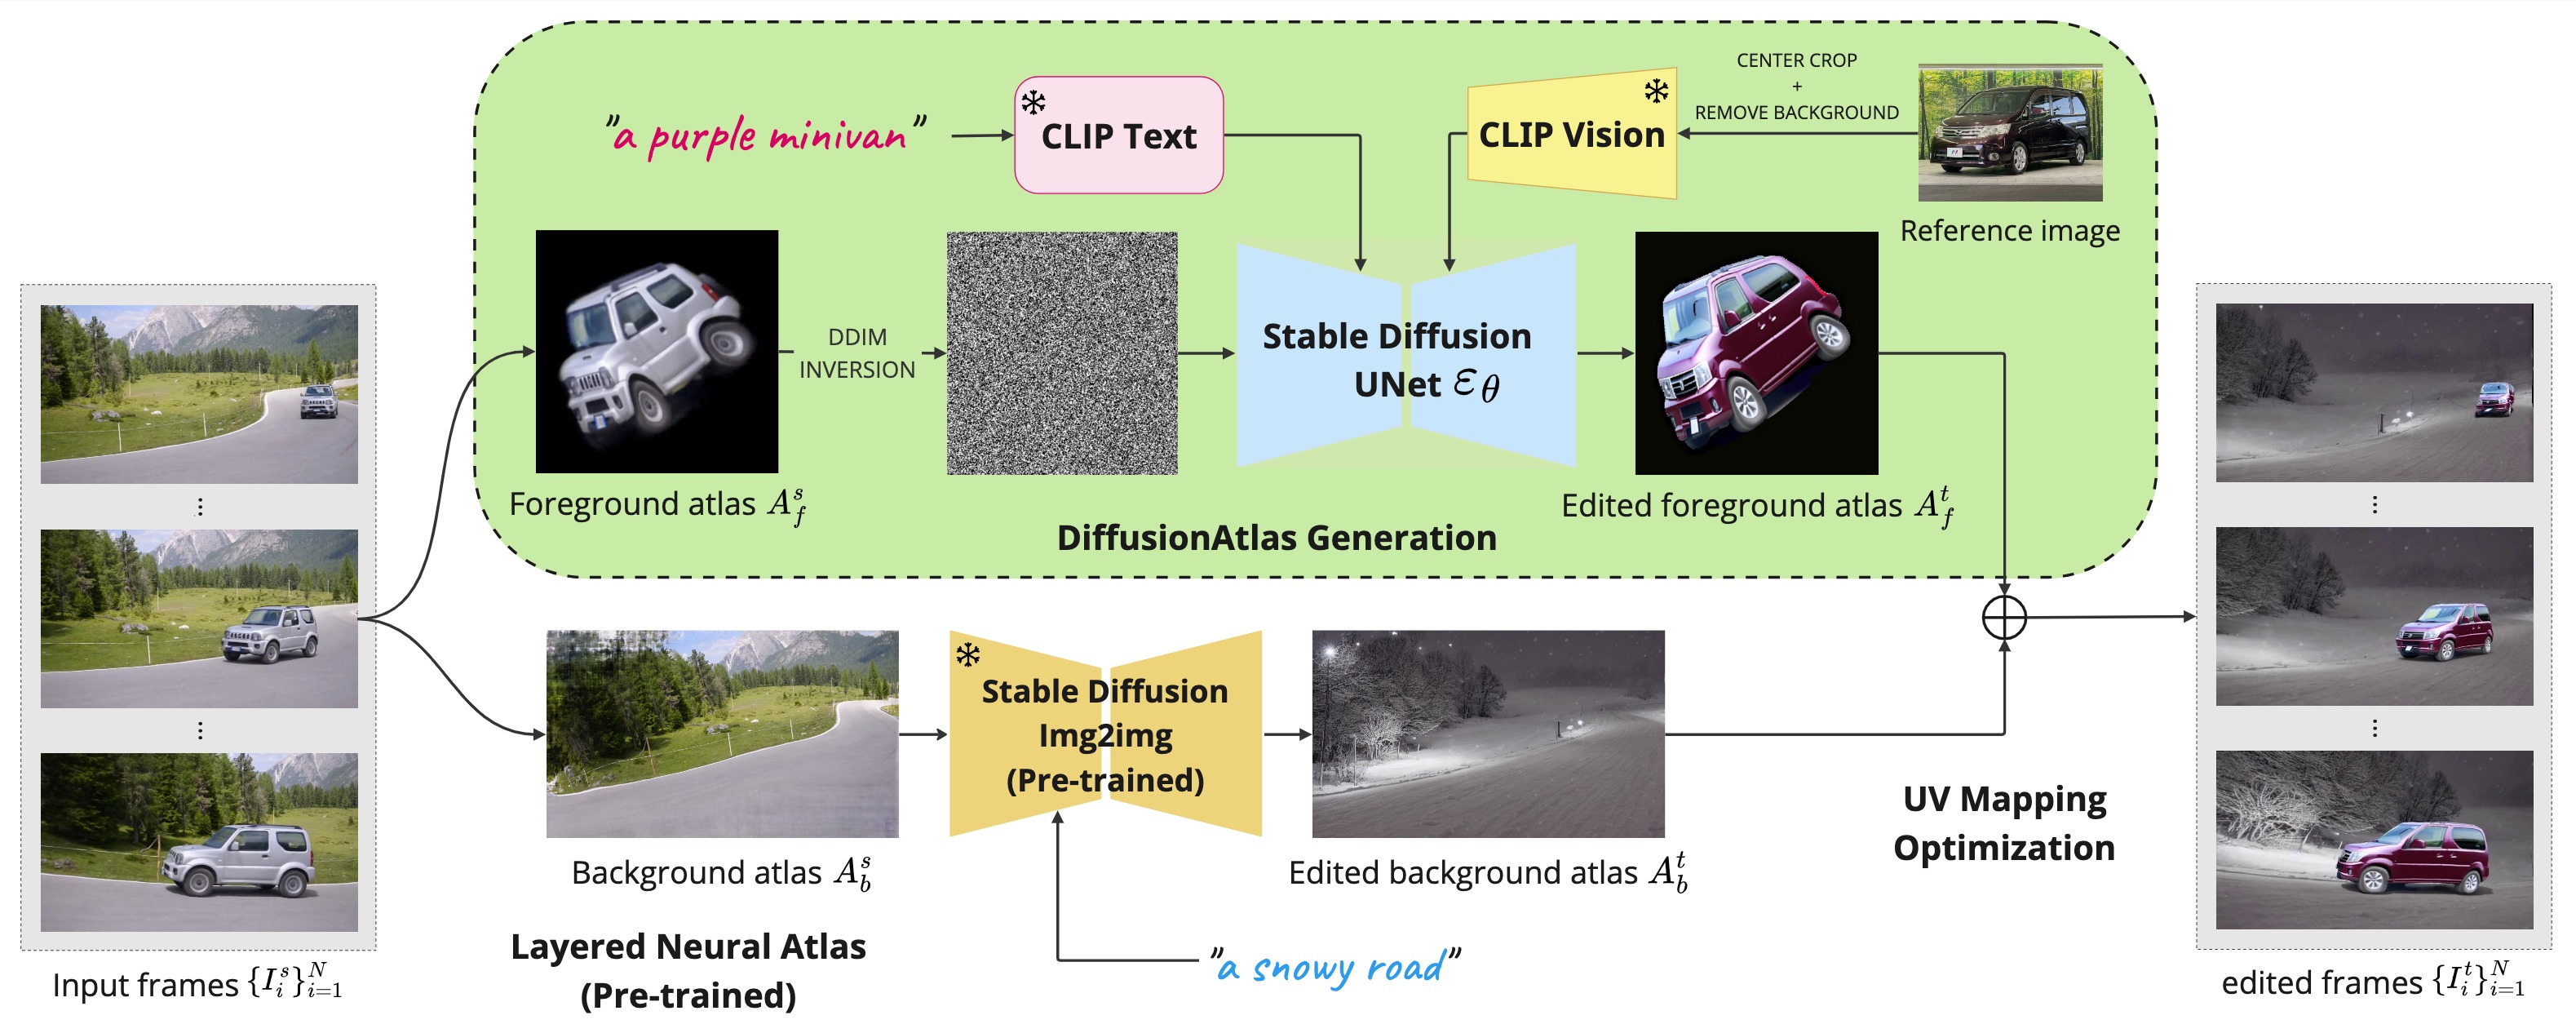 CENTER CROP
+
REMOVE BACKGROUND
"a purple minivan"
CLIP Text
CLIP Vision
Reference image
DDIM
INVERSION
Stable Diffusion
UNet ℰ_θ
Foreground atlas A_f^s
Edited foreground atlas A_f^t
DiffusionAtlas Generation
Stable Diffusion
Img2img
(Pre-trained)
Background atlas A_b^s
Edited background atlas A_b^t
UV Mapping
Optimization
Layered Neural Atlas
(Pre-trained)
"a snowy road"
Input frames {I_i^s}_{i=1}^N
edited frames {I_i^t}_{i=1}^N